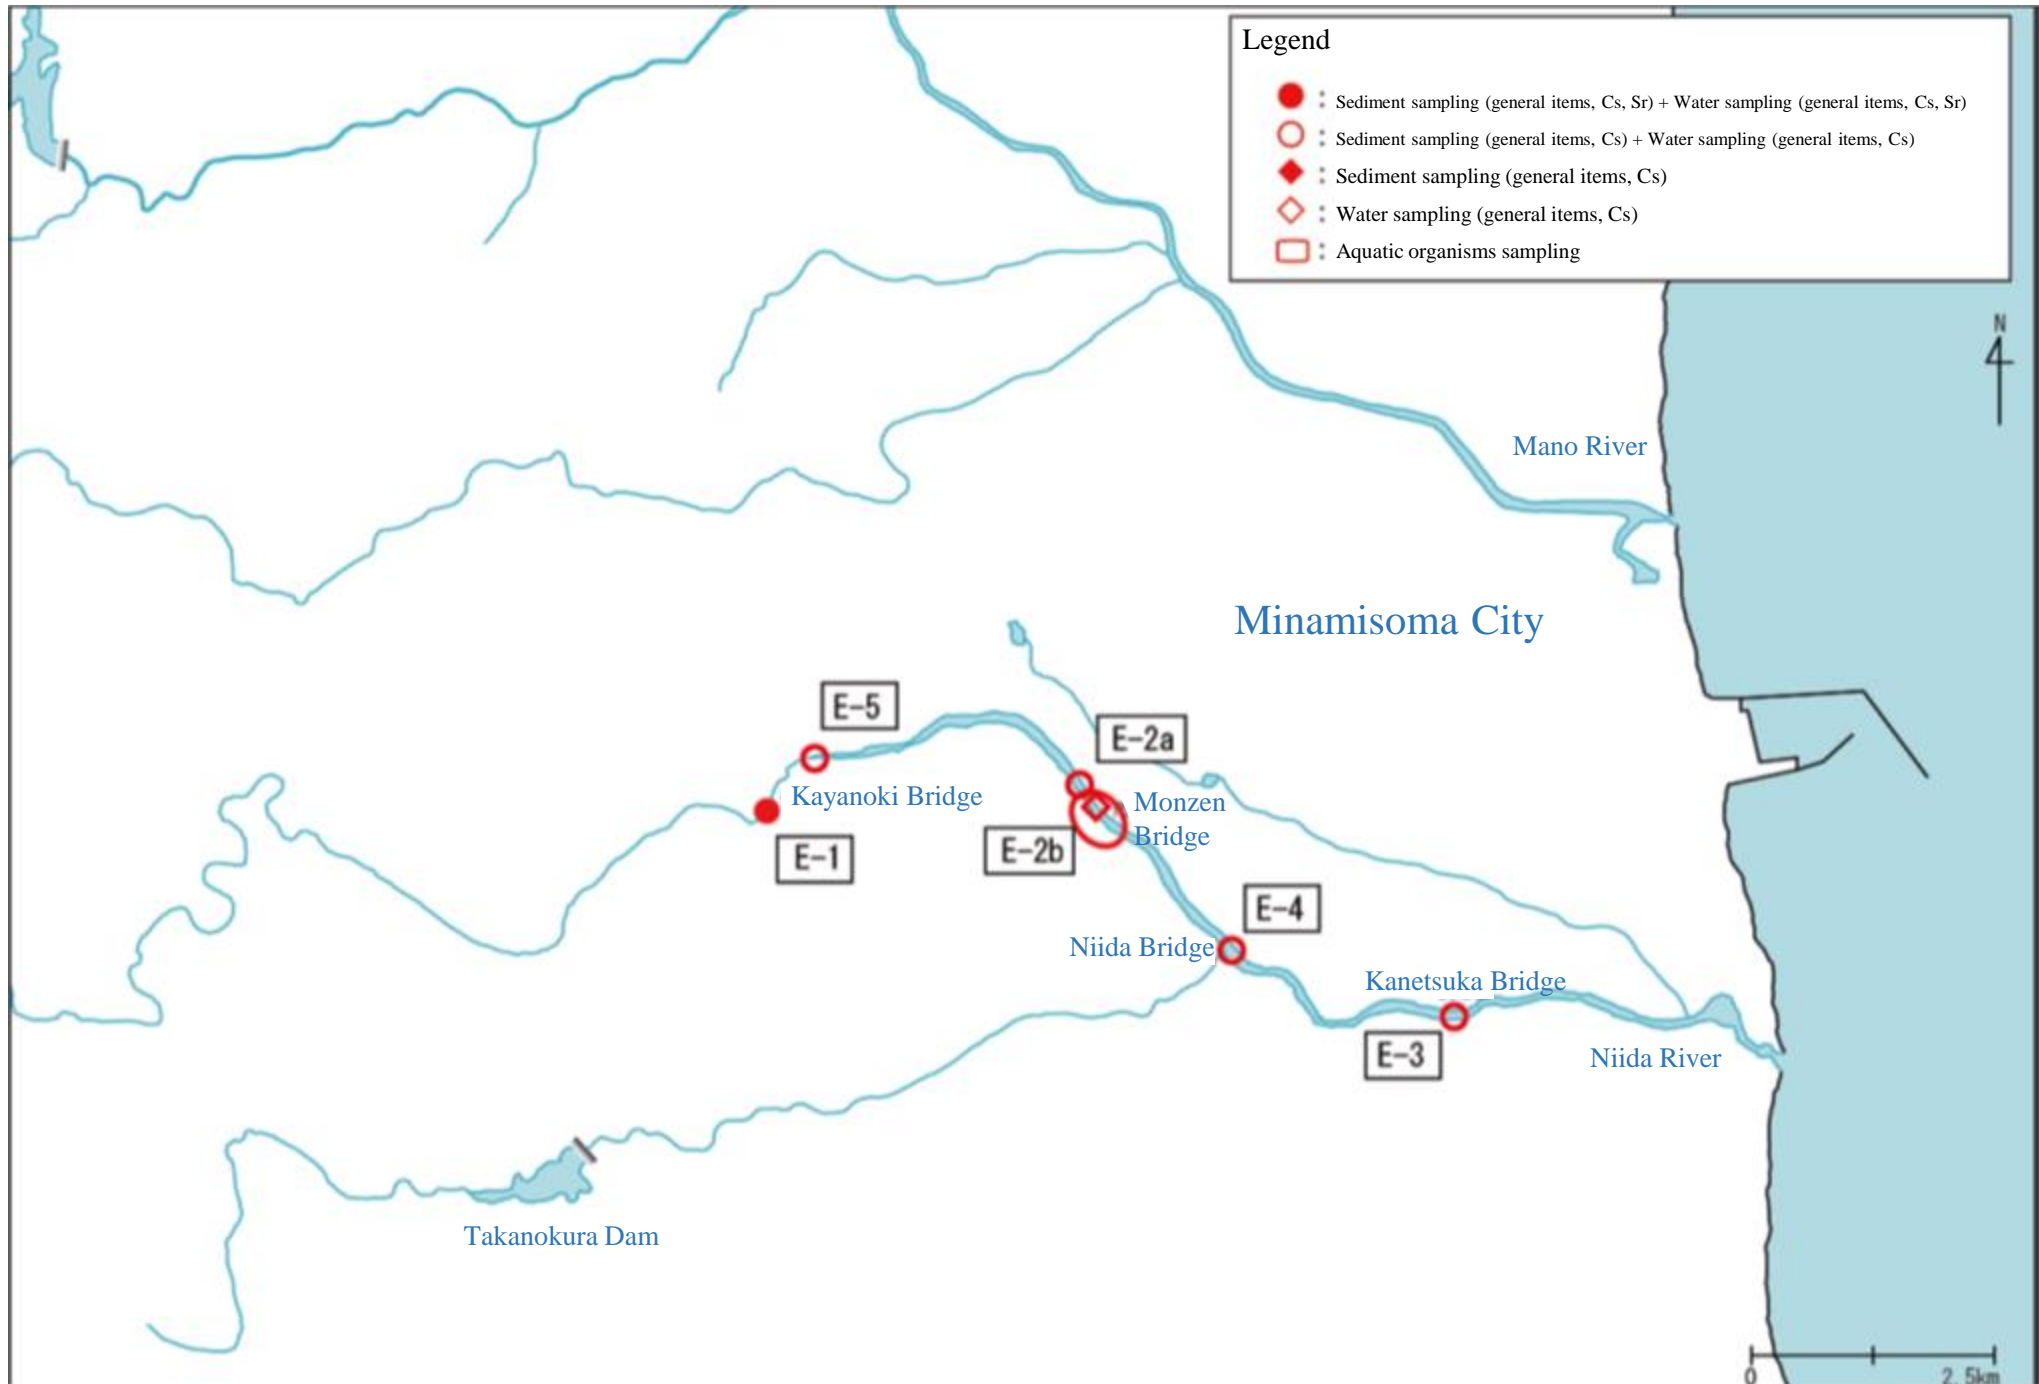 Legend
: Sediment sampling (general items, Cs, Sr) + Water sampling (general items, Cs, Sr)
: Sediment sampling (general items, Cs) + Water sampling (general items, Cs)
: Sediment sampling (general items, Cs)
: Water sampling (general items, Cs)
: Aquatic organisms sampling
N
Mano River
Minamisoma City
E-5
E-2a
Kayanoki Bridge
Monzen
Bridge
E-1
E-2b
E-4
Niida Bridge
Kanetsuka Bridge
E-3
Niida River
Takanokura Dam
0
2.5km